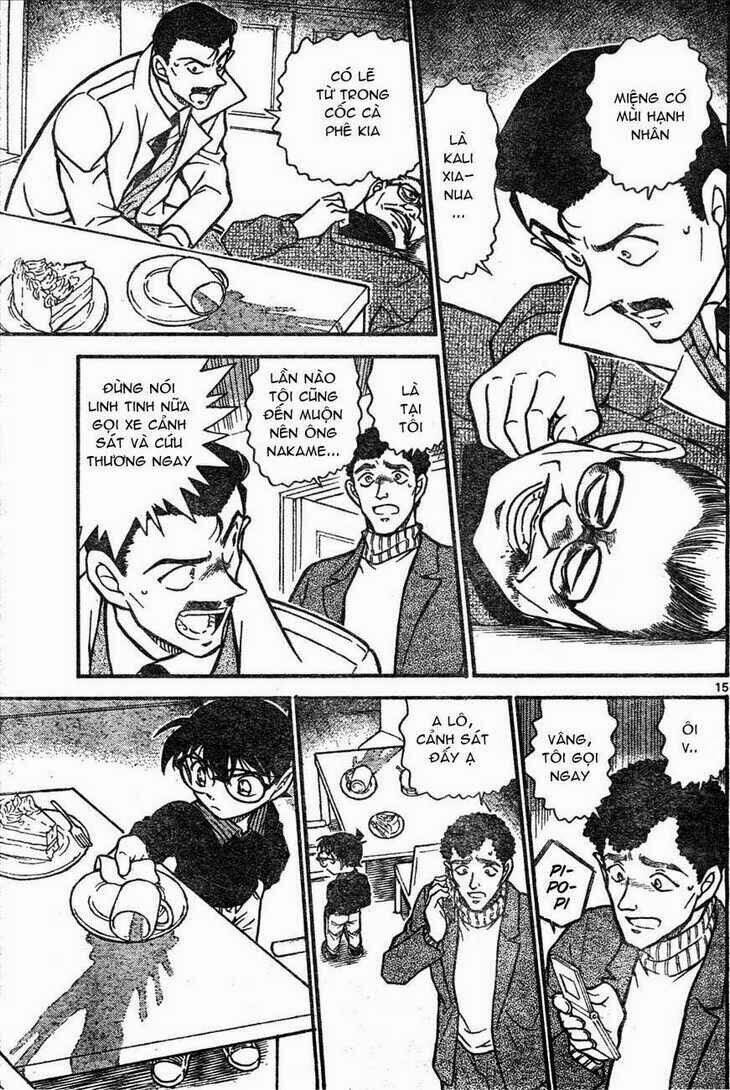 MIỆNG CÓ
MÙI HẠNH
NHÂN
LÀ
KALI
XIA-
NUA
...
CÓ LẼ
TỪ TRONG
CỐC CÀ
PHÊ KIA
LÀ
TẠI
TÔI
LẦN NÀO
TÔI CŨNG
ĐẾN MUỘN
NÊN ÔNG
NAKAME...
ĐỪNG NÓI
LINH TINH NỮA
GỌI XE CẢNH
SÁT VÀ CỨU
THƯƠNG NGAY
15
ÔI
V..
VÂNG,
TÔI GỌI
NGAY
PI-
PO-
PI
A LÔ,
CẢNH SÁT
ĐẤY Ạ